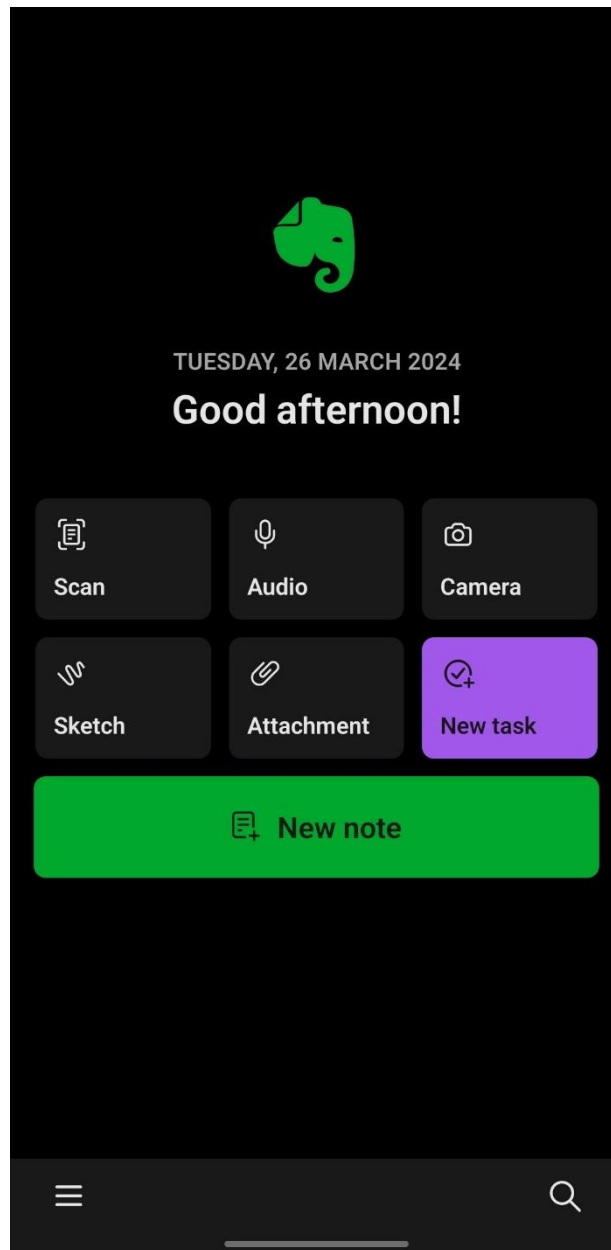 TUESDAY, 26 MARCH 2024
Good afternoon!
Scan
Audio
Camera
Sketch
Attachment
New task
New note